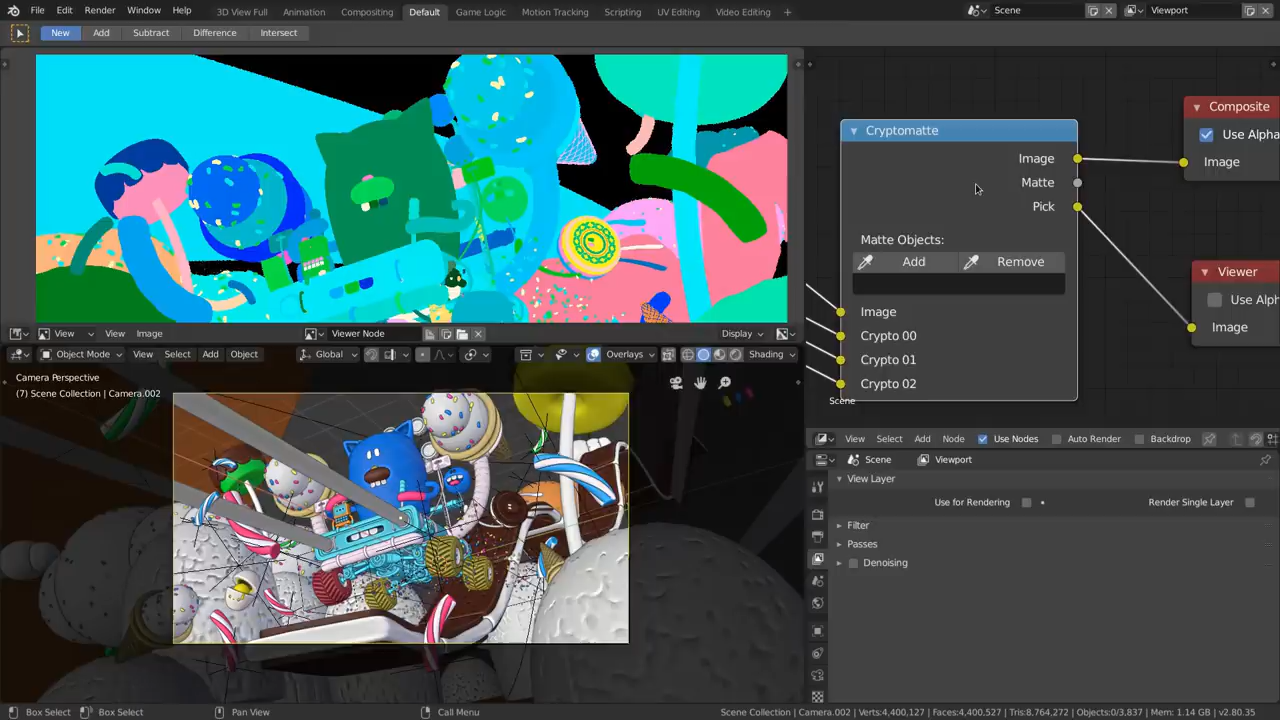 File Edit Render Window Help 3D View Full Animation Compositing Default Game Logic Motion Tracking Scripting UV Editing Video Editing + Scene Viewport
New Add Subtract Difference Intersect
Cryptomatte
Image
Matte
Pick
Matte Objects:
Add Remove
Image
Crypto 00
Crypto 01
Crypto 02
Scene
Composite
Use Alpha
Image
Viewer
Use Alph
Image
View View Image Viewer Node Display
Object Mode View Select Add Object Global Overlays Shading
Camera Perspective
(7) Scene Collection | Camera.002
View Select Add Node Use Nodes Auto Render Backdrop
Scene Viewport
View Layer
Use for Rendering Render Single Layer
Filter
Passes
Denoising
Box Select Box Select Pan View Call Menu Scene Collection | Camera.002 | Verts:4,400,127 | Faces:4,400,527 | Tris:8,764,272 | Objects:0/3,837 | Mem: 1.14 GB | v2.80.35